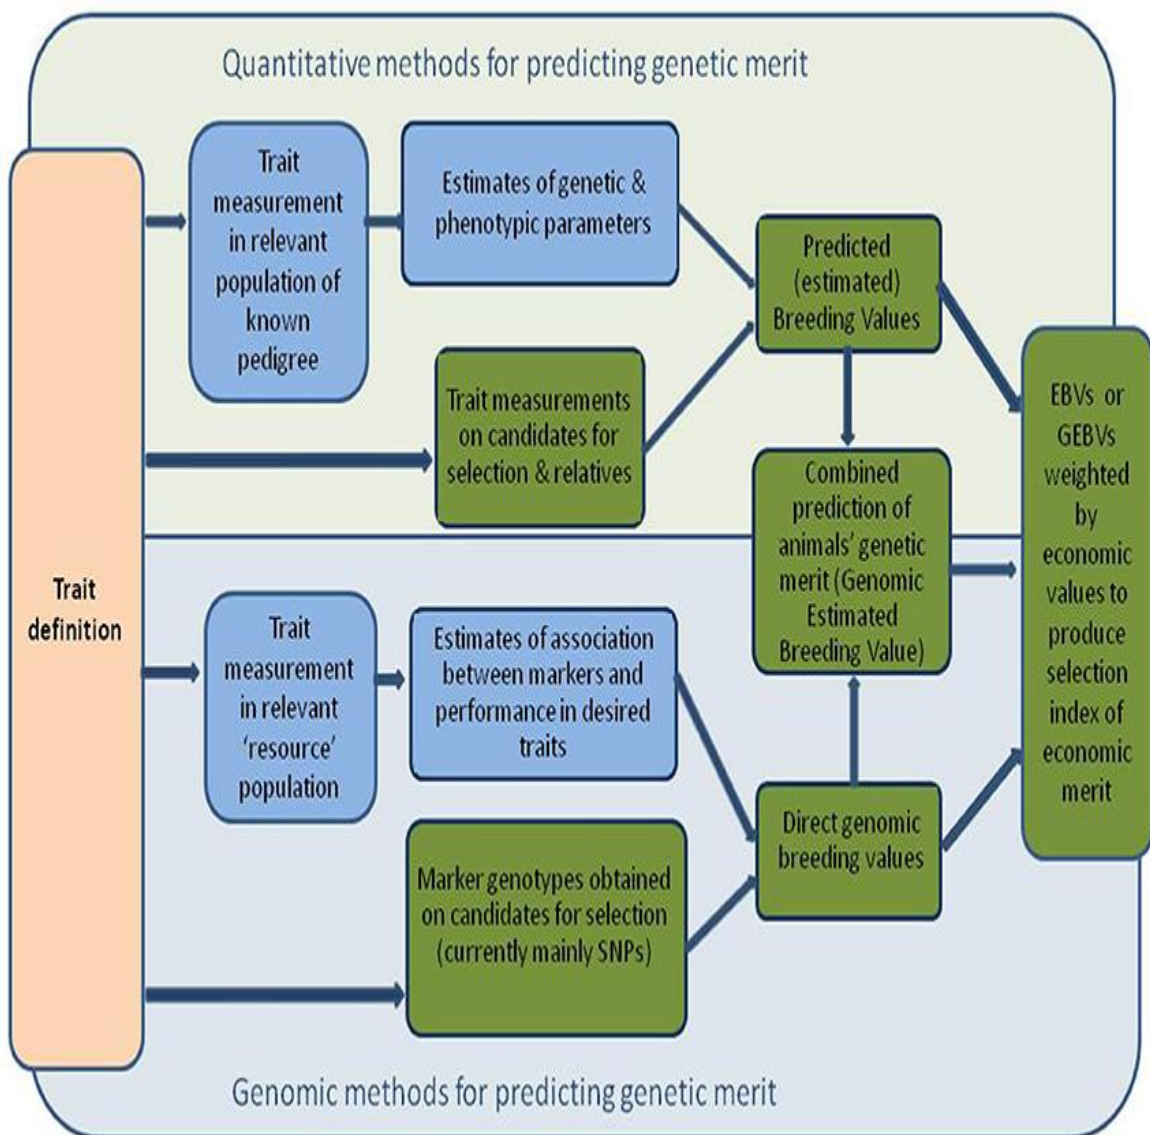 Quantitative methods for predicting genetic merit
Trait
measurement
in relevant
population of
known
pedigree
Estimates of genetic &
phenotypic parameters
Predicted
(estimated)
Breeding Values
Trait measurements
on candidates for
selection & relatives
Combined
prediction of
animals' genetic
merit (Genomic
Estimated
Breeding Value)
EBVs or
GEBVs
weighted
by
economic
values to
produce
selection
index of
economic
merit
Trait
definition
Trait
measurement
in relevant
'resource'
population
Estimates of association
between markers and
performance in desired
traits
Direct genomic
breeding values
Marker genotypes obtained
on candidates for selection
(currently mainly SNPs)
Genomic methods for predicting genetic merit